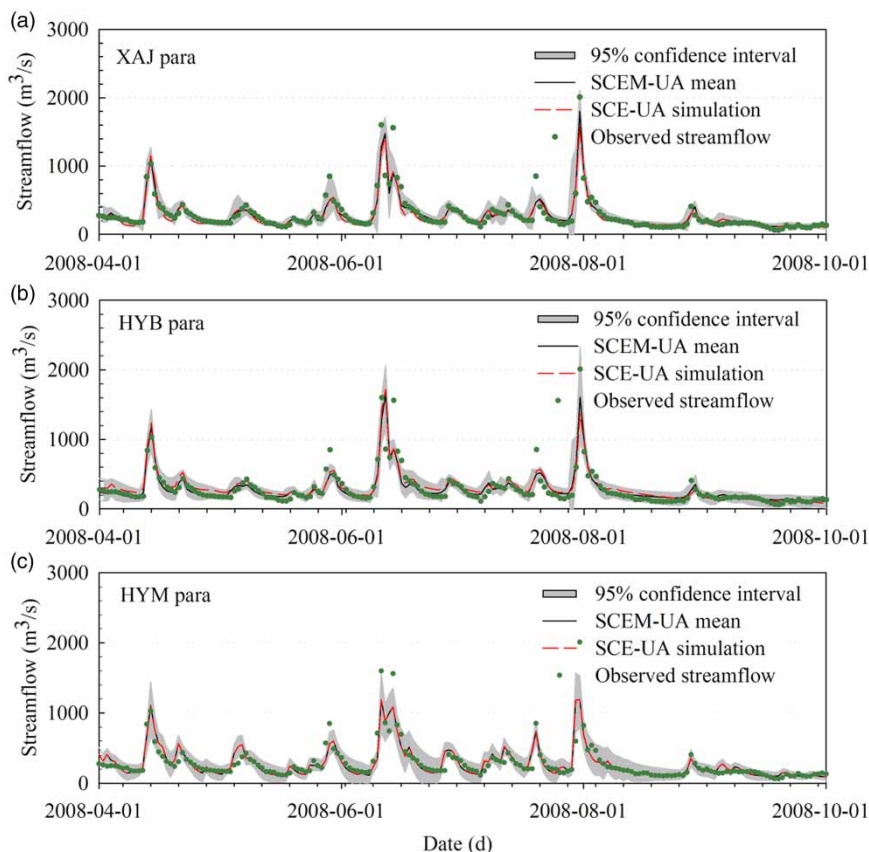 (a)
3000
XAJ para
95% confidence interval
SCEM-UA mean
2000
SCE-UA simulation
Observed streamflow
1000
0
Streamflow (m³/s)
2008-04-01 2008-06-01 2008-08-01 2008-10-01
(b)
3000
HYB para
95% confidence interval
SCEM-UA mean
2000
SCE-UA simulation
Observed streamflow
1000
0
Streamflow (m³/s)
2008-04-01 2008-06-01 2008-08-01 2008-10-01
(c)
3000
HYM para
95% confidence interval
SCEM-UA mean
2000
SCE-UA simulation
Observed streamflow
1000
0
Streamflow (m³/s)
2008-04-01 2008-06-01 2008-08-01 2008-10-01
Date (d)